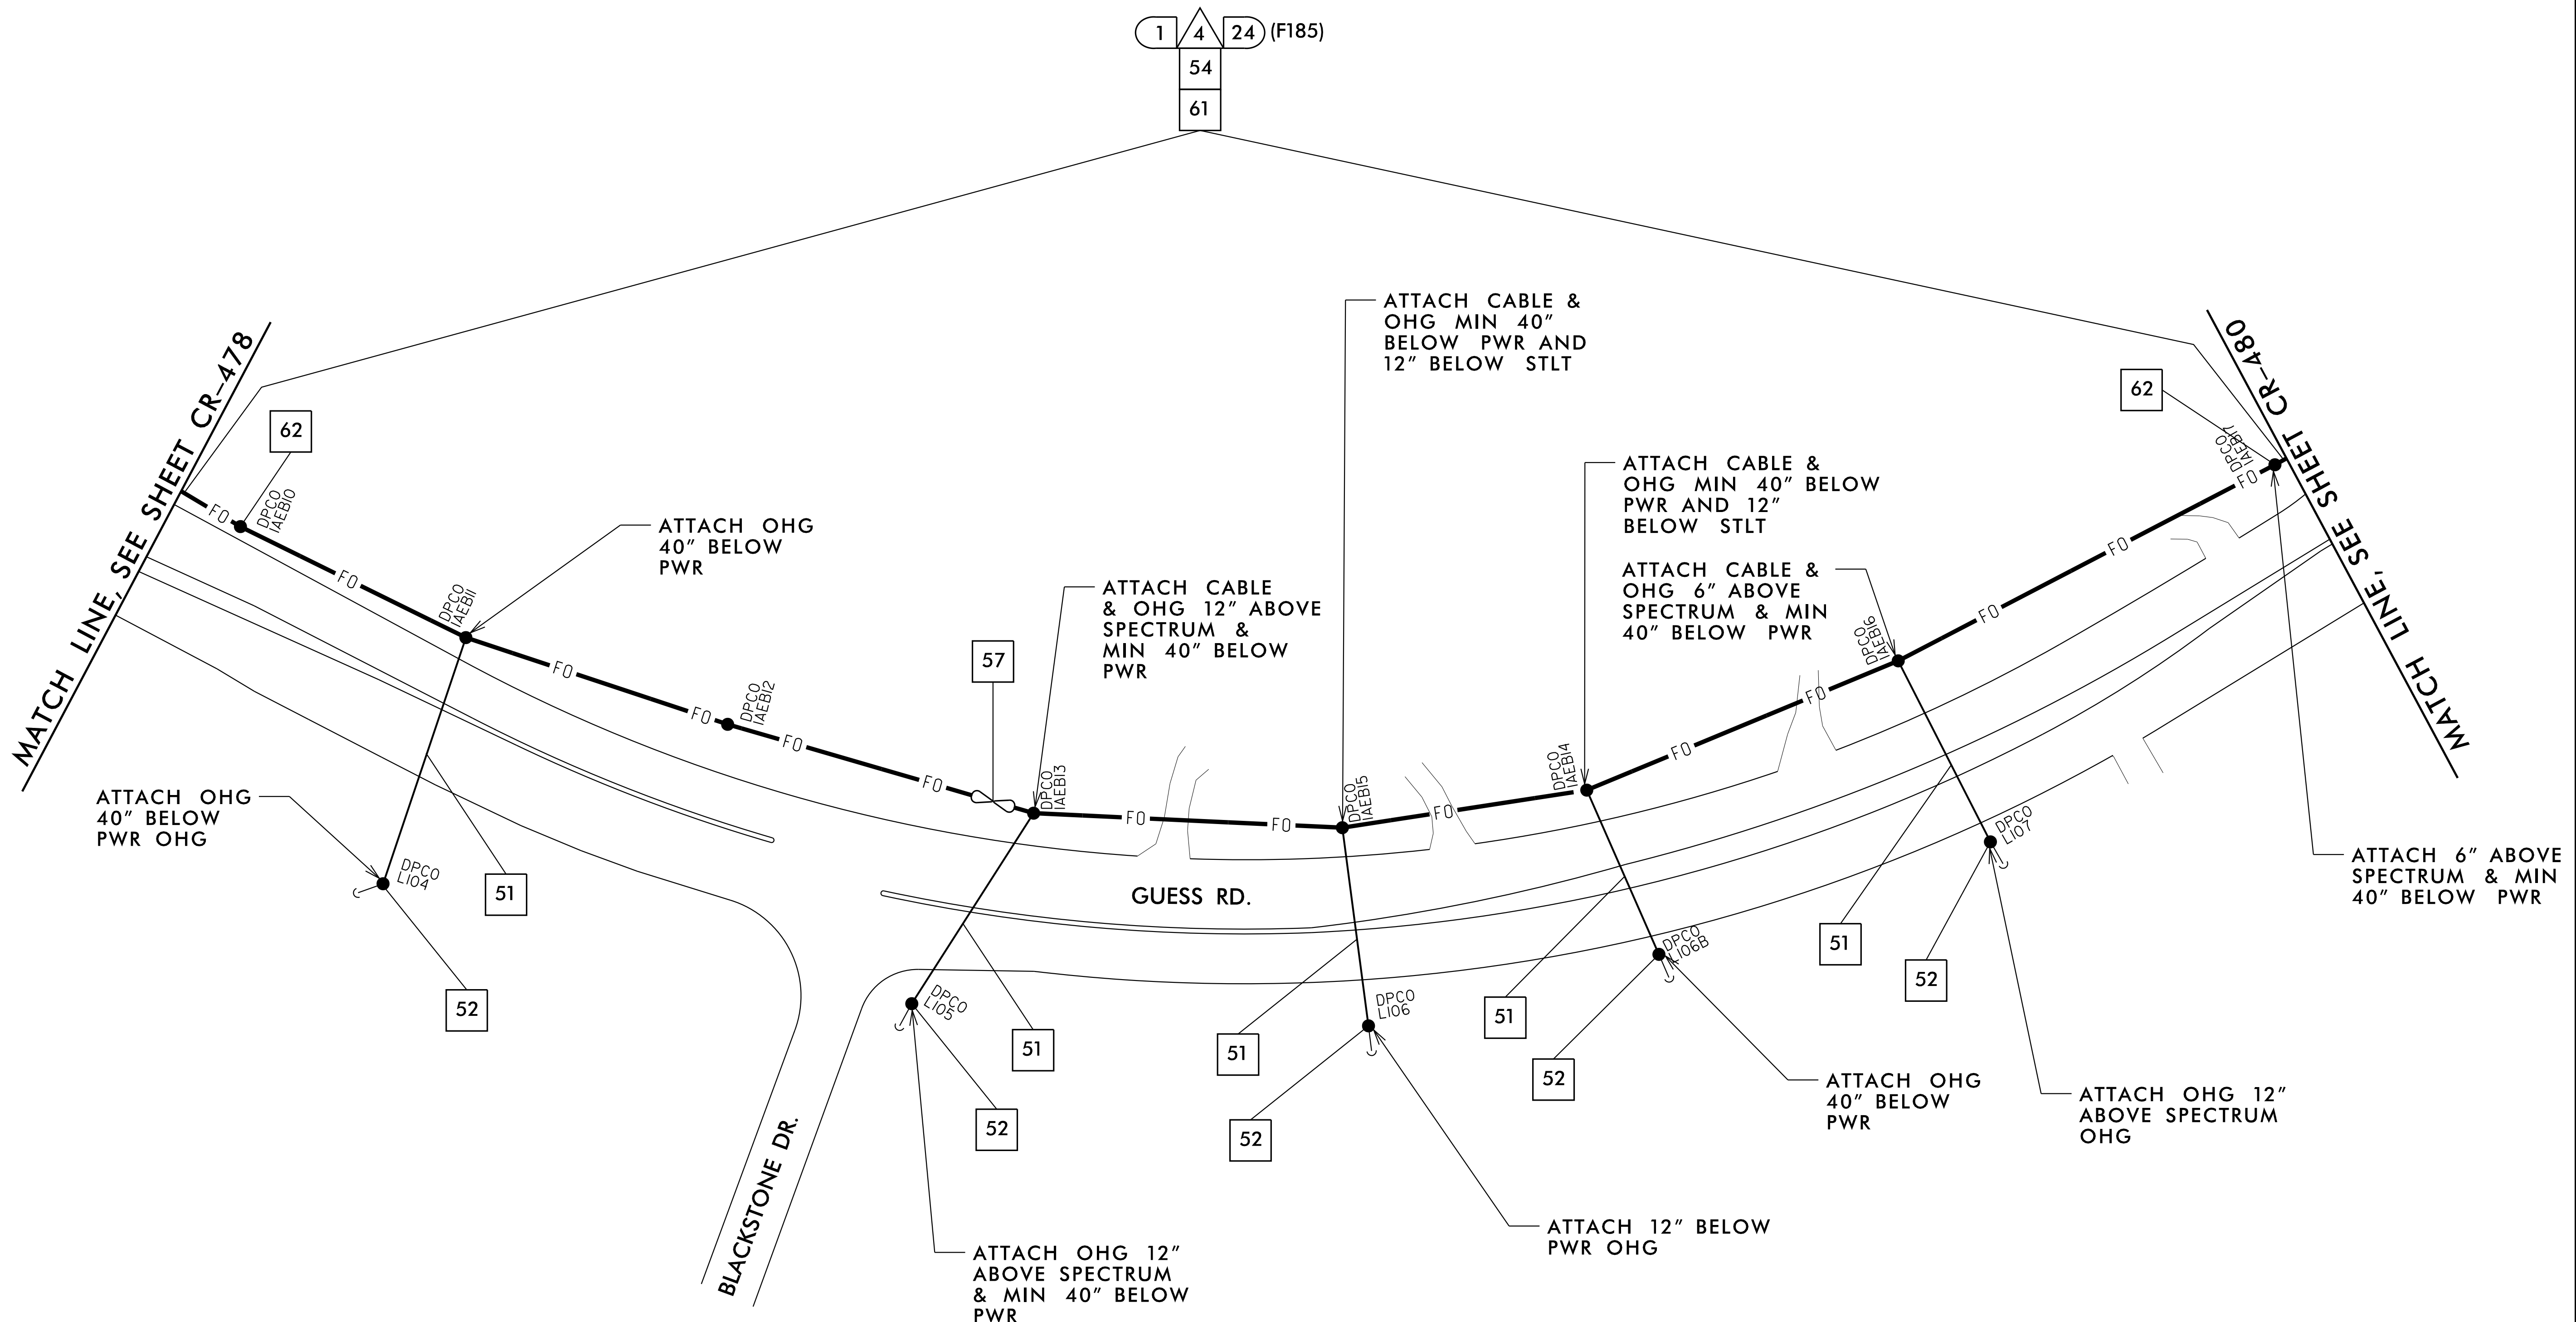 1 4 24 (F185)
54
61
MATCH LINE, SEE SHEET CR-478
MATCH LINE, SEE SHEET CR-480
ATTACH CABLE &
OHG MIN 40"
BELOW PWR AND
12" BELOW STLT
62
62
FO
DPCO
IAEB10
ATTACH OHG
40" BELOW
PWR
FO
DPCO
IAEB11
FO
FO
DPCO
IAEB12
FO
FO
57
ATTACH CABLE
& OHG 12" ABOVE
SPECTRUM &
MIN 40" BELOW
PWR
DPCO
IAEB13
FO
FO
DPCO
IAEB15
FO
ATTACH CABLE &
OHG MIN 40" BELOW
PWR AND 12"
BELOW STLT
DPCO
IAEB14
FO
FO
ATTACH CABLE &
OHG 6" ABOVE
SPECTRUM & MIN
40" BELOW PWR
DPCO
IAEB16
FO
FO
FO
DPCO
IAEB17
ATTACH 6" ABOVE
SPECTRUM & MIN
40" BELOW PWR
ATTACH OHG
40" BELOW
PWR OHG
DPCO
L104
51
52
GUESS RD.
BLACKSTONE DR.
DPCO
L105
51
52
ATTACH OHG 12"
ABOVE SPECTRUM
& MIN 40" BELOW
PWR
DPCO
L106
51
52
ATTACH 12" BELOW
PWR OHG
DPCO
L106B
51
52
ATTACH OHG
40" BELOW
PWR
DPCO
L107
51
52
ATTACH OHG 12"
ABOVE SPECTRUM
OHG